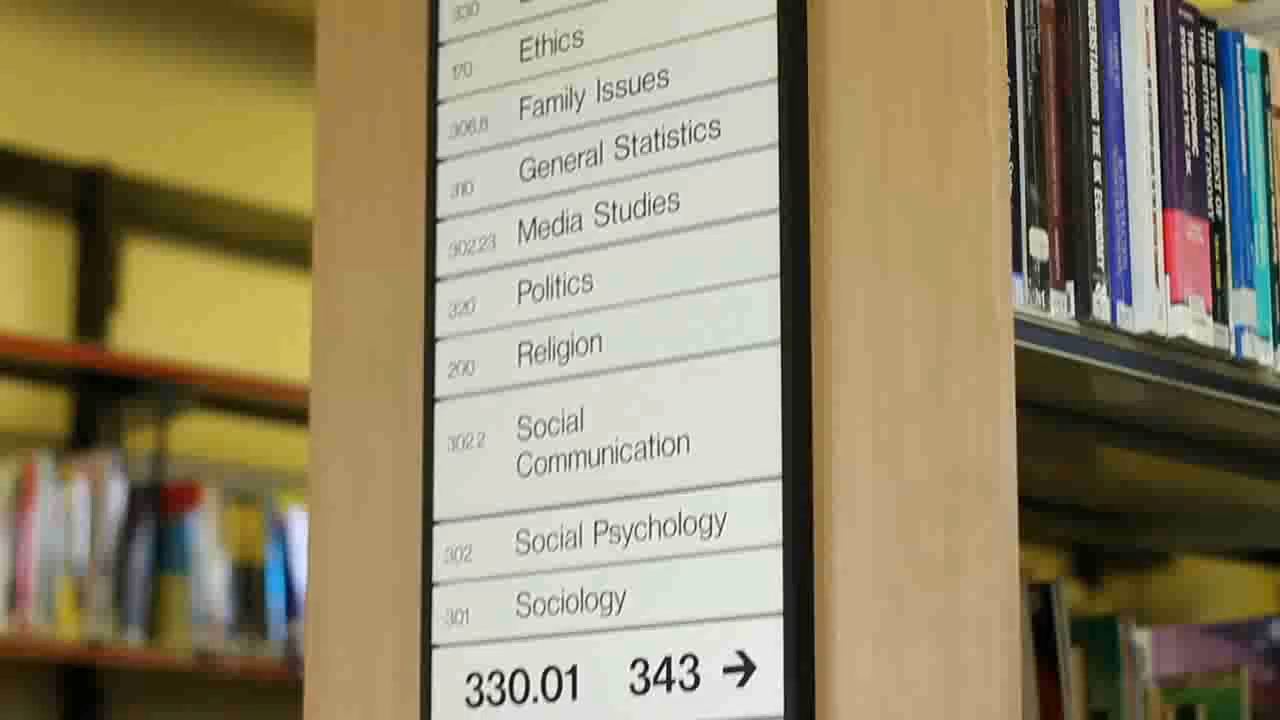 330
170 Ethics
306.8 Family Issues
310 General Statistics
302.23 Media Studies
320 Politics
200 Religion
302.2 Social
Communication
302 Social Psychology
301 Sociology
330.01 343 →